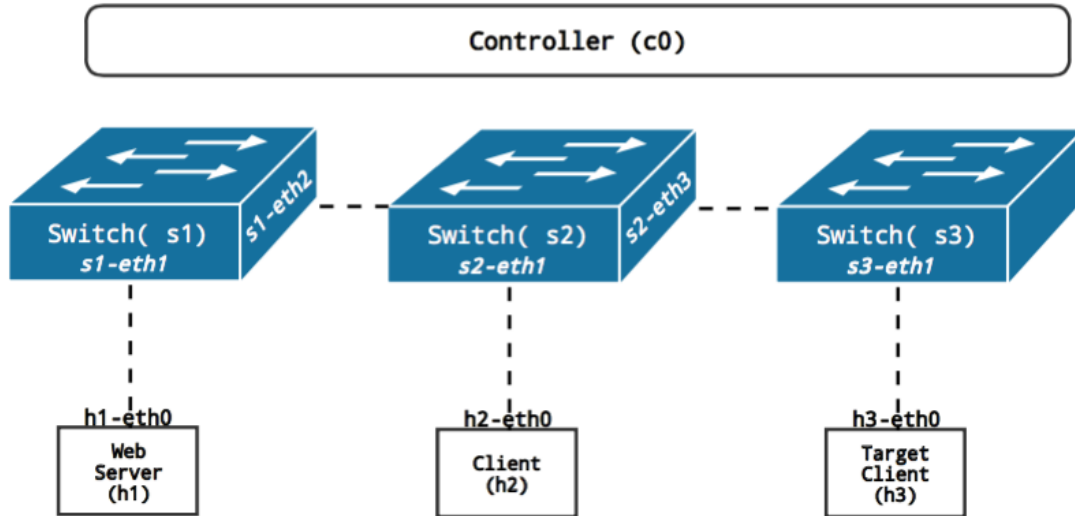 Controller (c0)
s1-eth2
s2-eth3
Switch( s1)
s1-eth1
Switch( s2)
s2-eth1
Switch( s3)
s3-eth1
h1-eth0
h2-eth0
h3-eth0
Web
Server
(h1)
Client
(h2)
Target
Client
(h3)